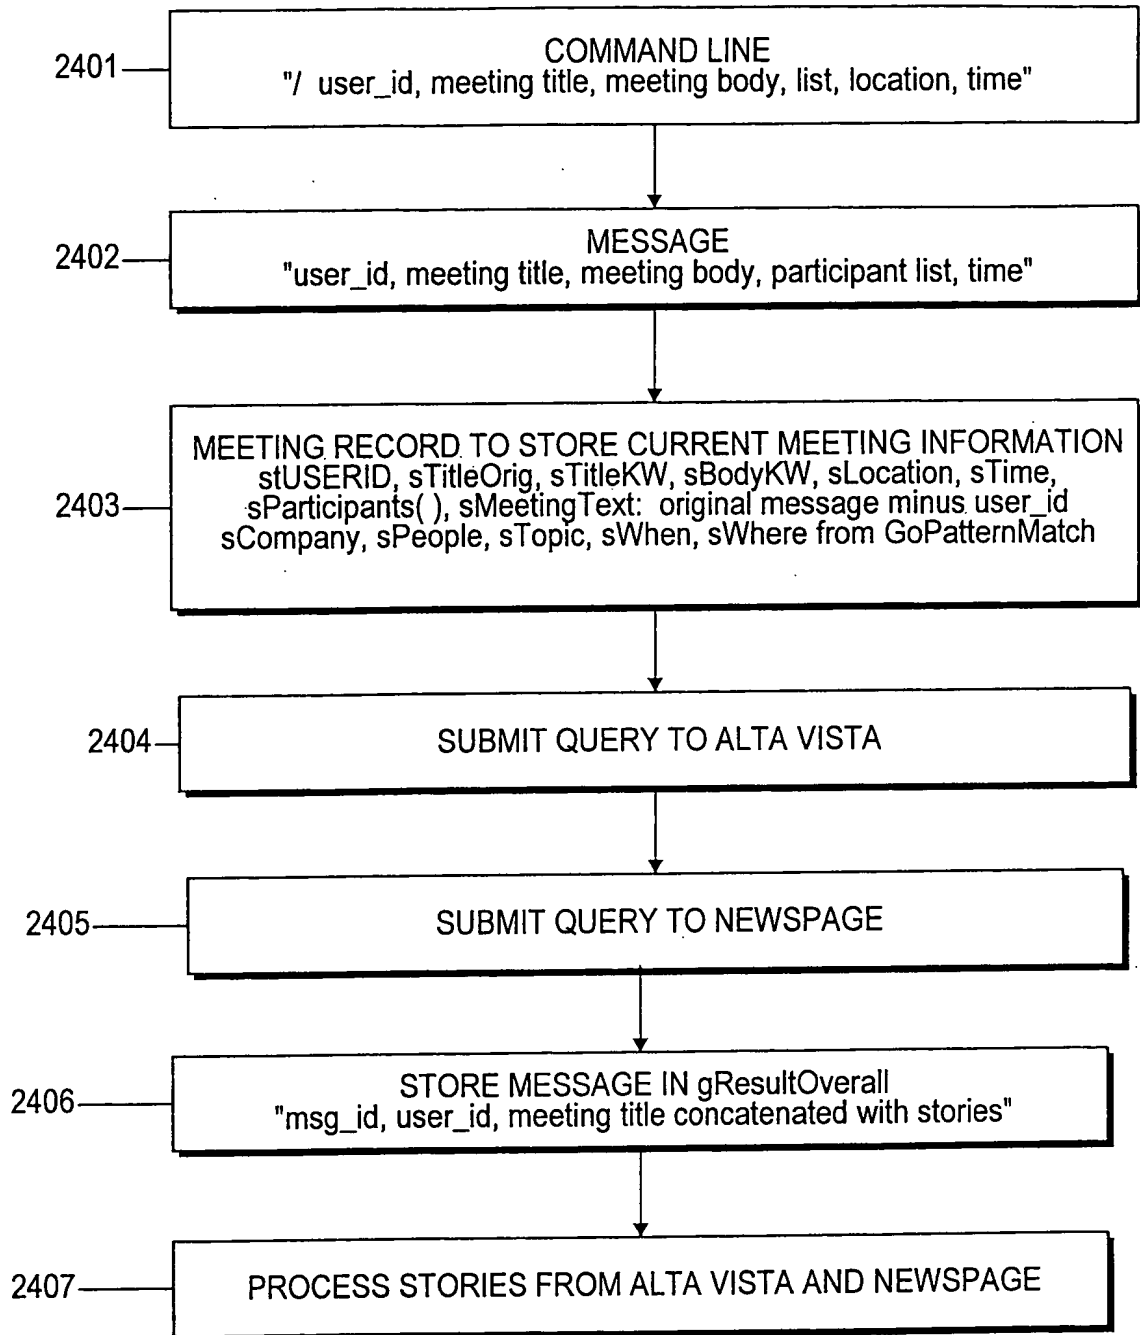 2401
COMMAND LINE
"/ user_id, meeting title, meeting body, list, location, time"
2402
MESSAGE
"user_id, meeting title, meeting body, participant list, time"
2403
MEETING RECORD TO STORE CURRENT MEETING INFORMATION
stUSERID, sTitleOrig, sTitleKW, sBodyKW, sLocation, sTime,
sParticipants( ), sMeetingText: original message minus user_id
sCompany, sPeople, sTopic, sWhen, sWhere from GoPatternMatch
2404
SUBMIT QUERY TO ALTA VISTA
2405
SUBMIT QUERY TO NEWSPAGE
2406
STORE MESSAGE IN gResultOverall
"msg_id, user_id, meeting title concatenated with stories"
2407
PROCESS STORIES FROM ALTA VISTA AND NEWSPAGE